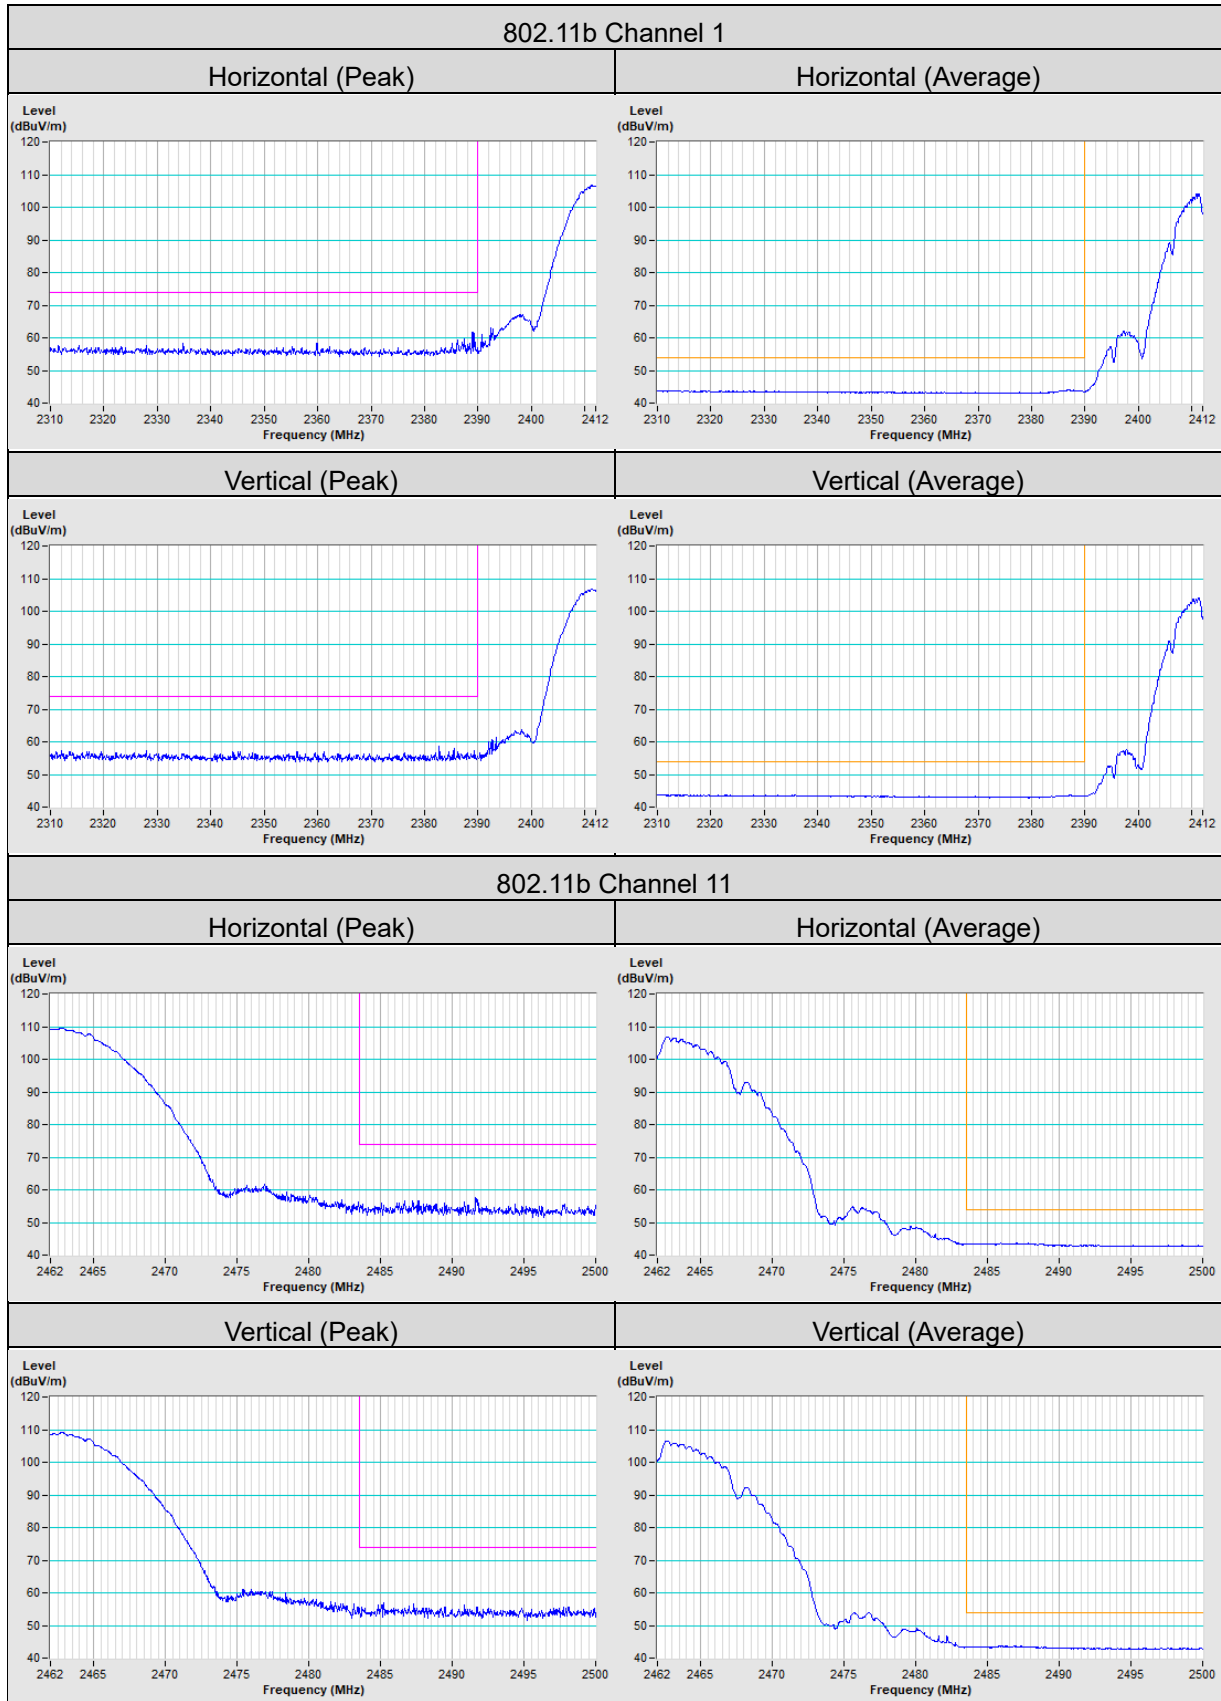 802.11b Channel 1
Horizontal (Peak) Horizontal (Average)
Level
(dBuV/m)
120
110
100
90
80
70
60
50
40
2310 2320 2330 2340 2350 2360 2370 2380 2390 2400 2412
Frequency (MHz)
Level
(dBuV/m)
120
110
100
90
80
70
60
50
40
2310 2320 2330 2340 2350 2360 2370 2380 2390 2400 2412
Frequency (MHz)
Vertical (Peak) Vertical (Average)
Level
(dBuV/m)
120
110
100
90
80
70
60
50
40
2310 2320 2330 2340 2350 2360 2370 2380 2390 2400 2412
Frequency (MHz)
Level
(dBuV/m)
120
110
100
90
80
70
60
50
40
2310 2320 2330 2340 2350 2360 2370 2380 2390 2400 2412
Frequency (MHz)
802.11b Channel 11
Horizontal (Peak) Horizontal (Average)
Level
(dBuV/m)
120
110
100
90
80
70
60
50
40
2462 2465 2470 2475 2480 2485 2490 2495 2500
Frequency (MHz)
Level
(dBuV/m)
120
110
100
90
80
70
60
50
40
2462 2465 2470 2475 2480 2485 2490 2495 2500
Frequency (MHz)
Vertical (Peak) Vertical (Average)
Level
(dBuV/m)
120
110
100
90
80
70
60
50
40
2462 2465 2470 2475 2480 2485 2490 2495 2500
Frequency (MHz)
Level
(dBuV/m)
120
110
100
90
80
70
60
50
40
2462 2465 2470 2475 2480 2485 2490 2495 2500
Frequency (MHz)